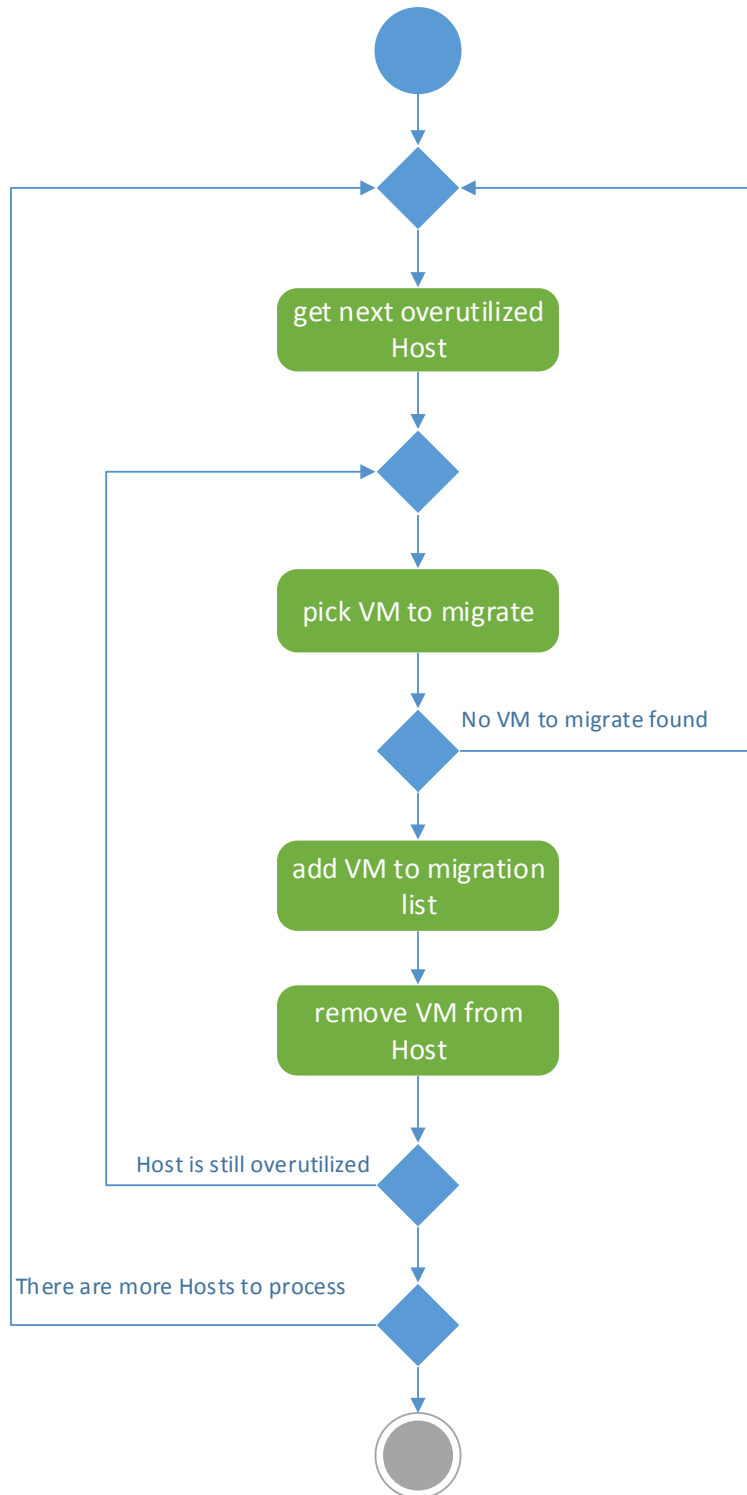 get next overutilized
Host
pick VM to migrate
No VM to migrate found
add VM to migration
list
remove VM from
Host
Host is still overutilized
There are more Hosts to process